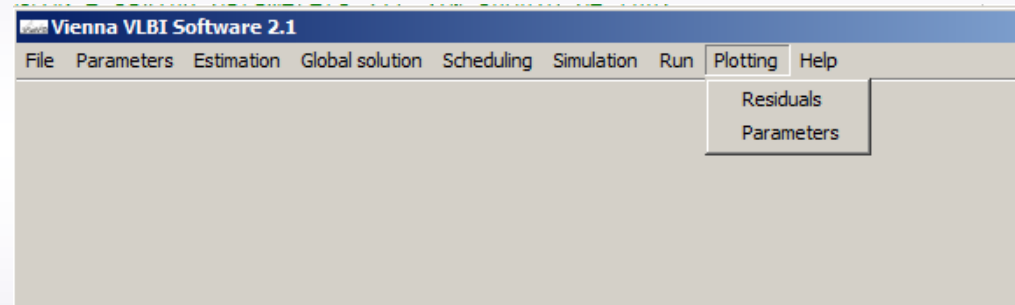 Vienna VLBI Software 2.1
File Parameters Estimation Global solution Scheduling Simulation Run Plotting Help
Residuals
Parameters